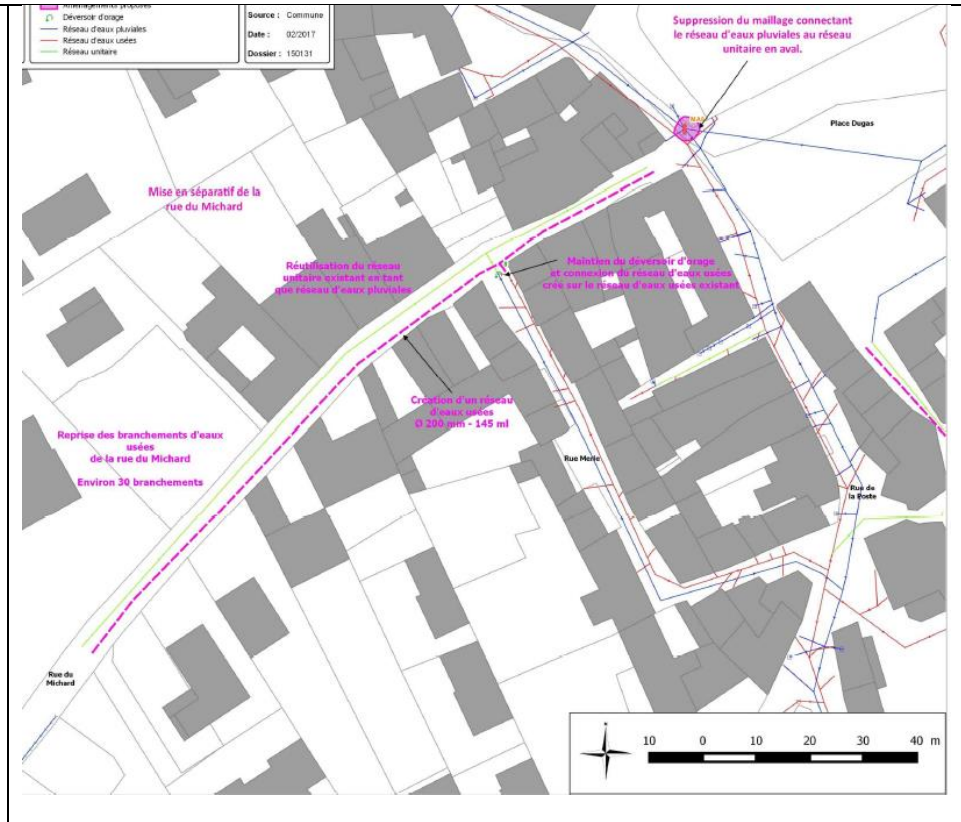 Aménagements proposés
Déversoir d'orage
Réseau d'eaux pluviales
Réseau d'eaux usées
Réseau unitaire
Source : Commune
Date : 02/2017
Dossier : 150131
Suppression du maillage connectant
le réseau d'eaux pluviales au réseau
unitaire en aval.
Place Dugas
Mise en séparatif de la
rue du Michard
Réutilisation du réseau
unitaire existant en tant
que réseau d'eaux pluviales
Maintien du déversoir d'orage
et connexion du réseau d'eaux usées
crée sur le réseau d'eaux usées existant
Création d'un réseau
d'eaux usées
Ø 200 mm - 145 ml
Reprise des branchements d'eaux
usées
de la rue du Michard
Environ 30 branchements
Rue Merle
Rue de
la Poste
Rue du
Michard
10 0 10 20 30 40 m